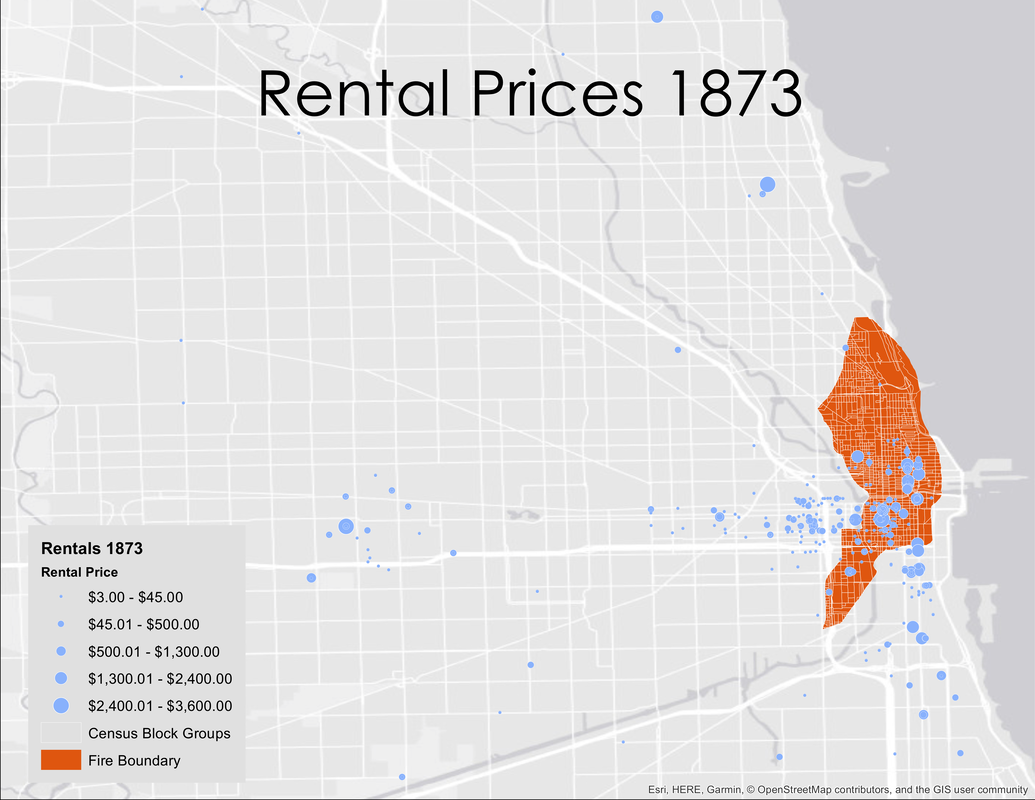 Rental Prices 1873
Rentals 1873
Rental Price
$3.00 - $45.00
$45.01 - $500.00
$500.01 - $1,300.00
$1,300.01 - $2,400.00
$2,400.01 - $3,600.00
Census Block Groups
Fire Boundary
Esri, HERE, Garmin, © OpenStreetMap contributors, and the GIS user community